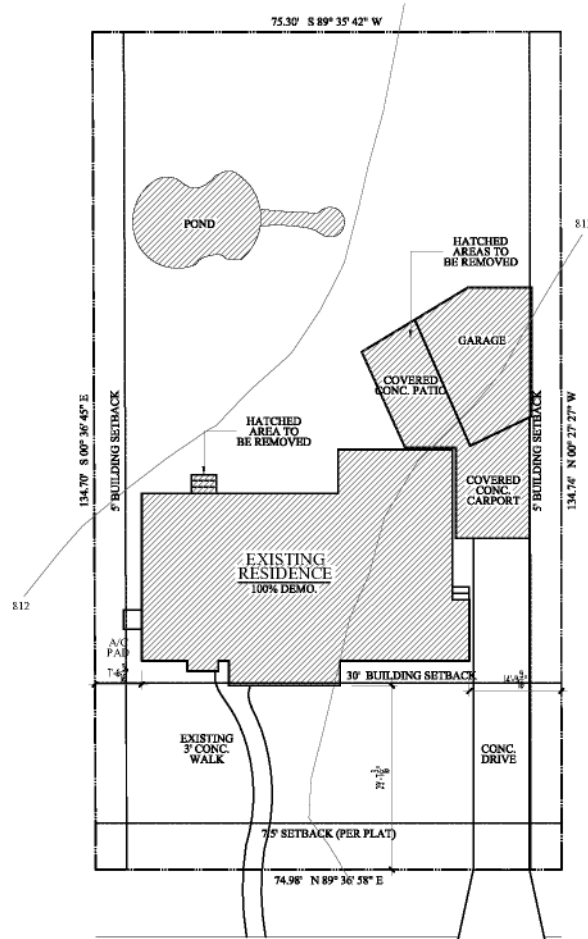 75.30' S 89° 35' 42" W
POND
HATCHED
AREAS TO
BE REMOVED
GARAGE
COVERED
CONC. PATIO
134.70' S 00° 36' 45" E
5' BUILDING SETBACK
HATCHED
AREA TO
BE REMOVED
5' BUILDING SETBACK
134.74' N 00° 27' 27" W
COVERED
CONC.
CARPORT
EXISTING
RESIDENCE
100% DEMO.
812
A/C
PAD
30' BUILDING SETBACK
EXISTING
3' CONC.
WALK
CONC.
DRIVE
7.5' SETBACK (PER PLAT)
74.98' N 89° 36' 58" E